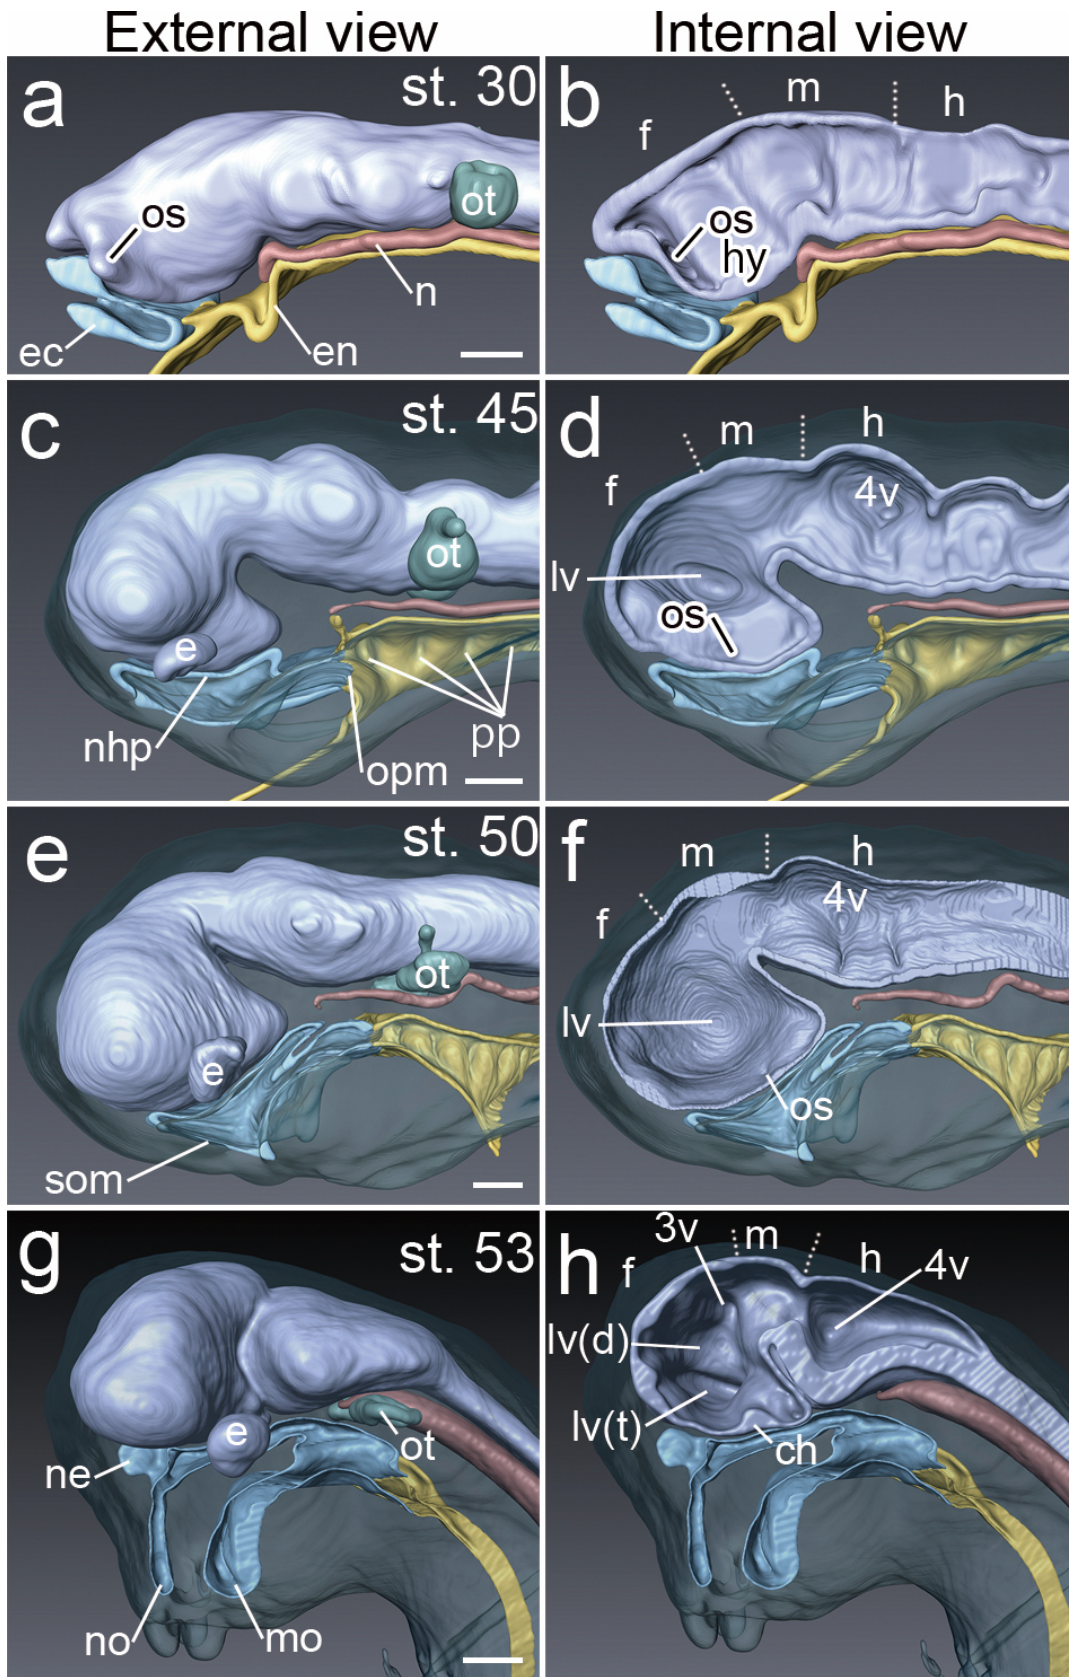 External view Internal view
a st. 30
os
ot
n
ec
en
b
f m h
os
hy
c st. 45
ot
e
nhp
opm
pp
d
f m h
4v
lv
os
e st. 50
ot
e
som
f
f m h
4v
lv
os
g st. 53
e
ot
ne
no
mo
h
f 3v m h 4v
lv(d)
lv(t)
ch